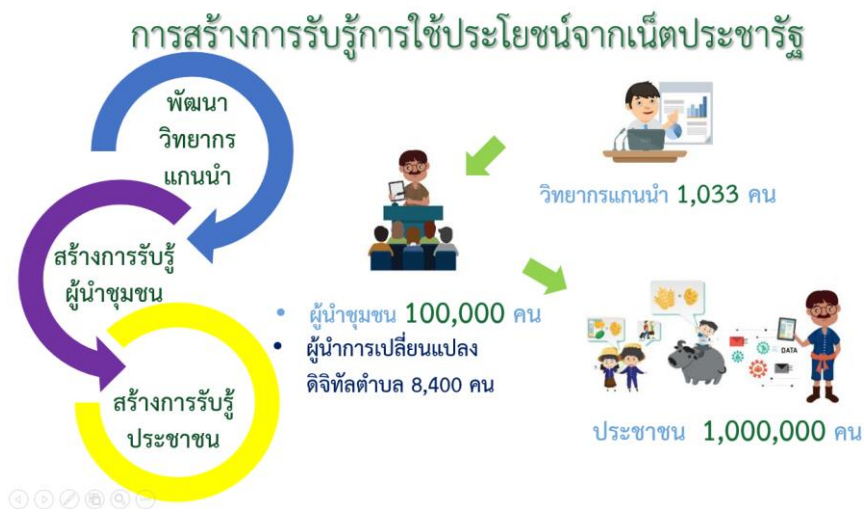 การสร้างการรับรู้การใช้ประโยชน์จากเน็ตประชารัฐ
พัฒนา
วิทยากร
แกนนำ
สร้างการรับรู้
ผู้นำชุมชน
สร้างการรับรู้
ประชาชน
วิทยากรแกนนำ 1,033 คน
• ผู้นำชุมชน 100,000 คน
• ผู้นำการเปลี่ยนแปลง
ดิจิทัลตำบล 8,400 คน
DATA
ประชาชน 1,000,000 คน